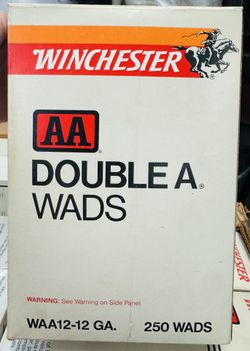 WINCHESTER®
AA®
DOUBLE A®
WADS
WARNING: See Warning on Side Panel.
WAA12-12 GA. 250 WADS